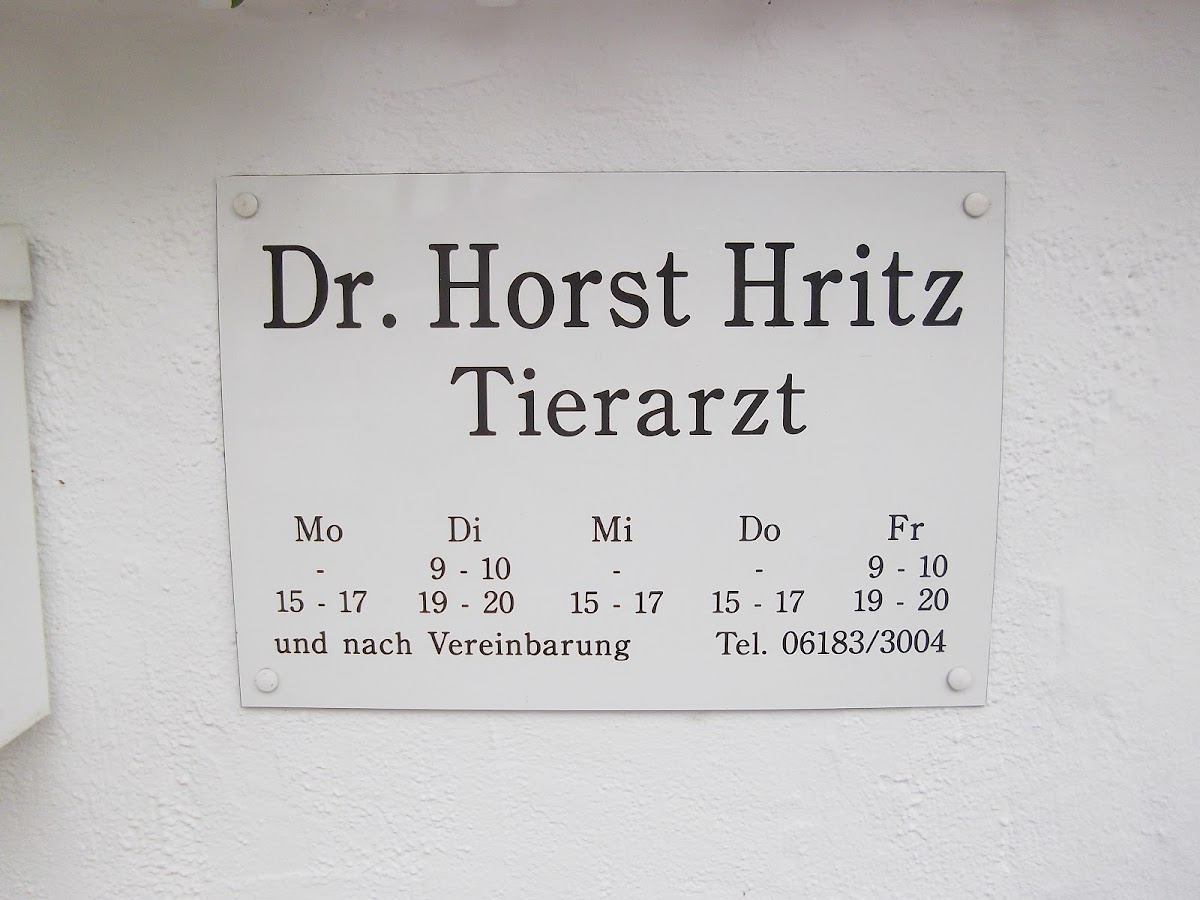 Dr. Horst Hritz
Tierarzt
Mo Di Mi Do Fr
- 9 - 10 - - 9 - 10
15 - 17 19 - 20 15 - 17 15 - 17 19 - 20
und nach Vereinbarung Tel. 06183/3004